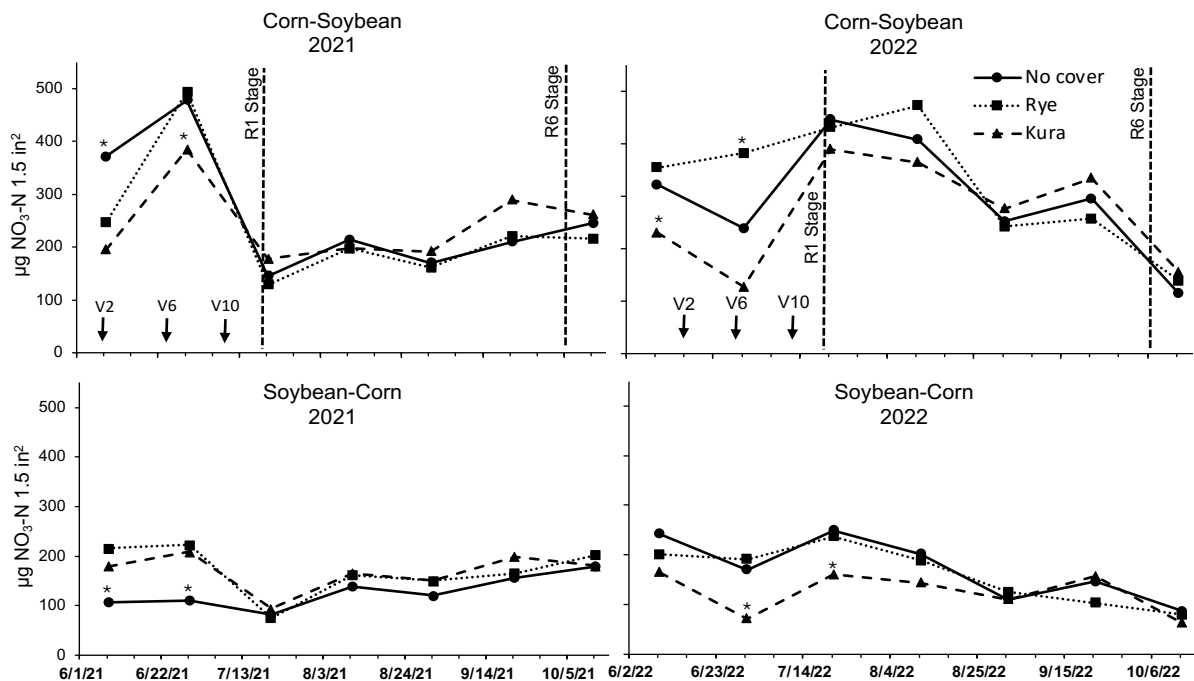 Corn-Soybean
2021
Corn-Soybean
2022
No cover
Rye
Kura
µg NO₃-N 1.5 in²
500
400
300
200
100
0
*
*
*
*
R1 Stage
R6 Stage
R1 Stage
R6 Stage
V2
V6
V10
V2
V6
V10
Soybean-Corn
2021
Soybean-Corn
2022
µg NO₃-N 1.5 in²
500
400
300
200
100
0
*
*
*
*
6/1/21
6/22/21
7/13/21
8/3/21
8/24/21
9/14/21
10/5/21
6/2/22
6/23/22
7/14/22
8/4/22
8/25/22
9/15/22
10/6/22